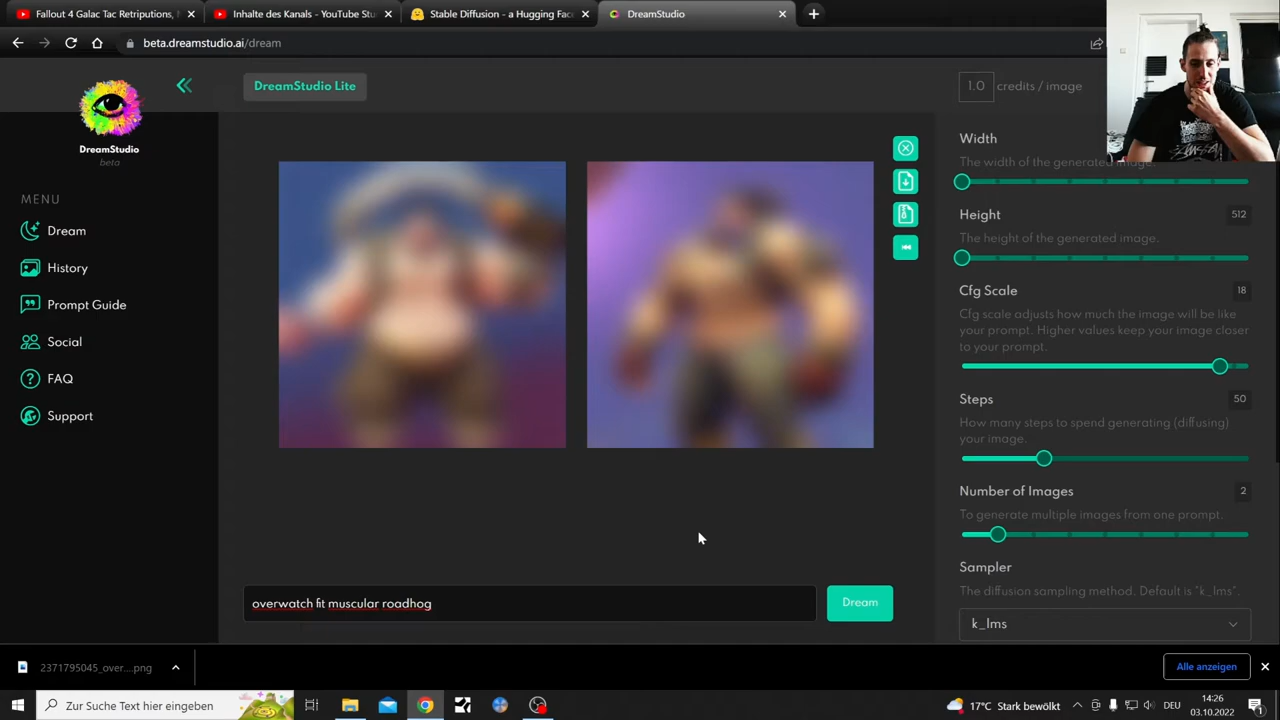 Fallout 4 Galac Tac Retriputions,
Inhalte des Kanals - YouTube Stu
Stable Diffusion - a Hugging Fac
DreamStudio
beta.dreamstudio.ai/dream
DreamStudio
beta
MENU
Dream
History
Prompt Guide
Social
FAQ
Support
DreamStudio Lite
1.0 credits / image
overwatch fit muscular roadhog
Dream
Width
The width of the generated image.
Height 512
The height of the generated image.
Cfg Scale 18
Cfg scale adjusts how much the image will be like
your prompt. Higher values keep your image closer
to your prompt.
Steps 50
How many steps to spend generating (diffusing)
your image.
Number of Images 2
To generate multiple images from one prompt.
Sampler
The diffusion sampling method. Default is "k_lms".
k_lms
2371795045_over....png
Alle anzeigen
Zur Suche Text hier eingeben
17°C Stark bewölkt
14:26
03.10.2022
1